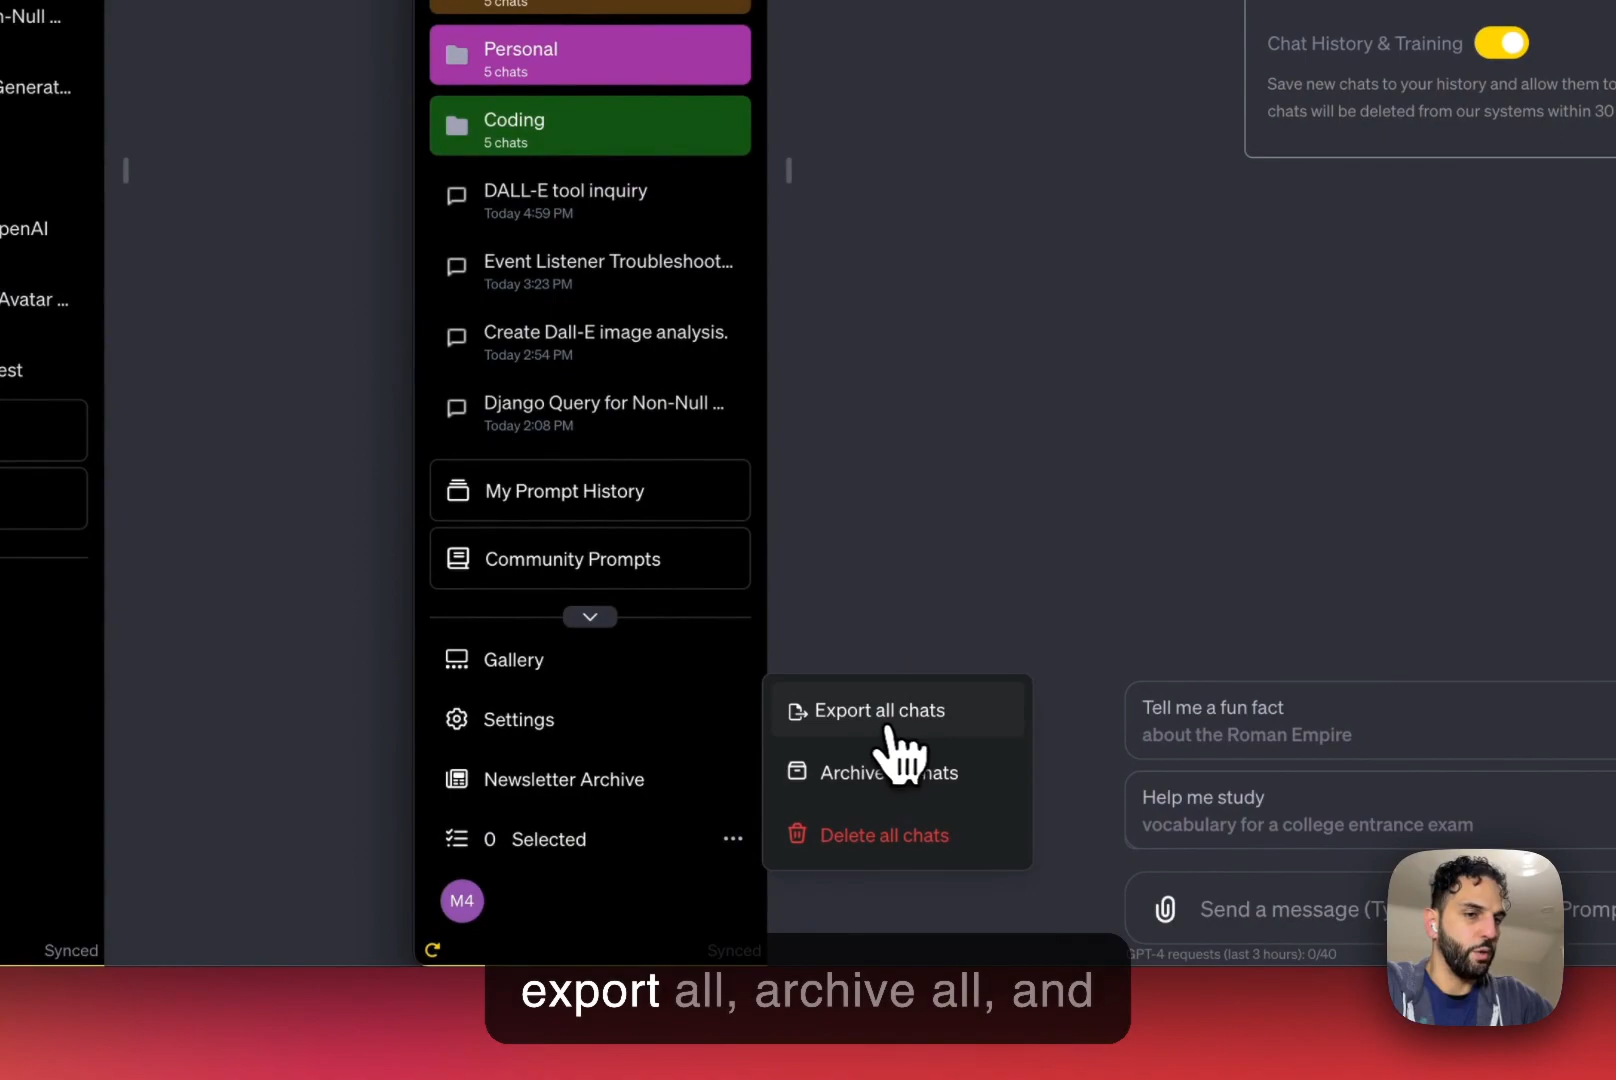 -Null ...
Generat...
penAI
Avatar ...
est
Synced
5 chats
Personal
5 chats
Coding
5 chats
DALL-E tool inquiry
Today 4:59 PM
Event Listener Troubleshoot...
Today 3:23 PM
Create Dall-E image analysis.
Today 2:54 PM
Django Query for Non-Null ...
Today 2:08 PM
My Prompt History
Community Prompts
Gallery
Settings
Newsletter Archive
0 Selected
M4
Synced
Export all chats
Archive hats
Delete all chats
Chat History & Training
Save new chats to your history and allow them to
chats will be deleted from our systems within 30
Tell me a fun fact
about the Roman Empire
Help me study
vocabulary for a college entrance exam
Send a message (Ty Promp
GPT-4 requests (last 3 hours): 0/40
export all, archive all, and